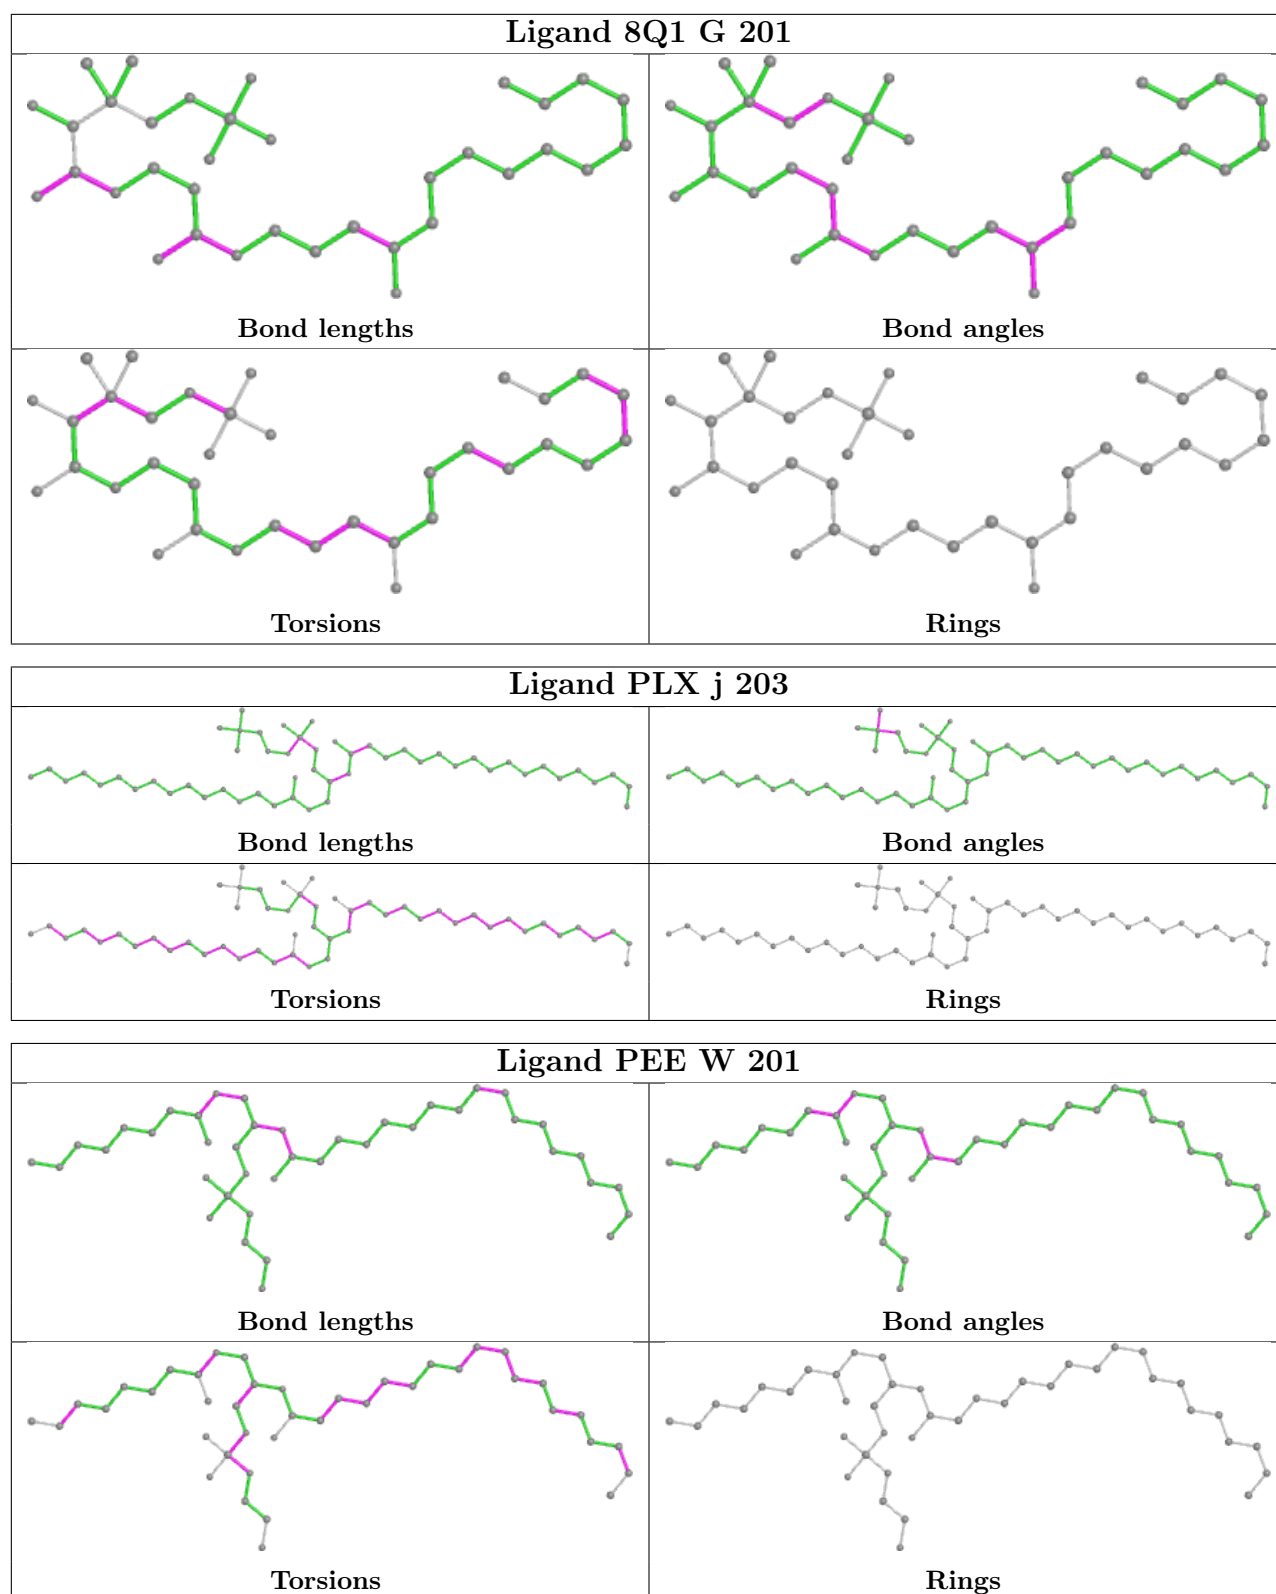 Ligand 8Q1 G 201
Bond lengths
Bond angles
Torsions
Rings
Ligand PLX j 203
Bond lengths
Bond angles
Torsions
Rings
Ligand PEE W 201
Bond lengths
Bond angles
Torsions
Rings